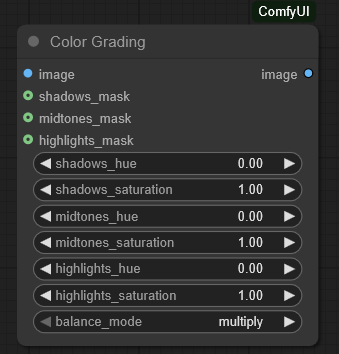 ComfyUI
Color Grading
image image
shadows_mask
midtones_mask
highlights_mask
shadows_hue 0.00
shadows_saturation 1.00
midtones_hue 0.00
midtones_saturation 1.00
highlights_hue 0.00
highlights_saturation 1.00
balance_mode multiply